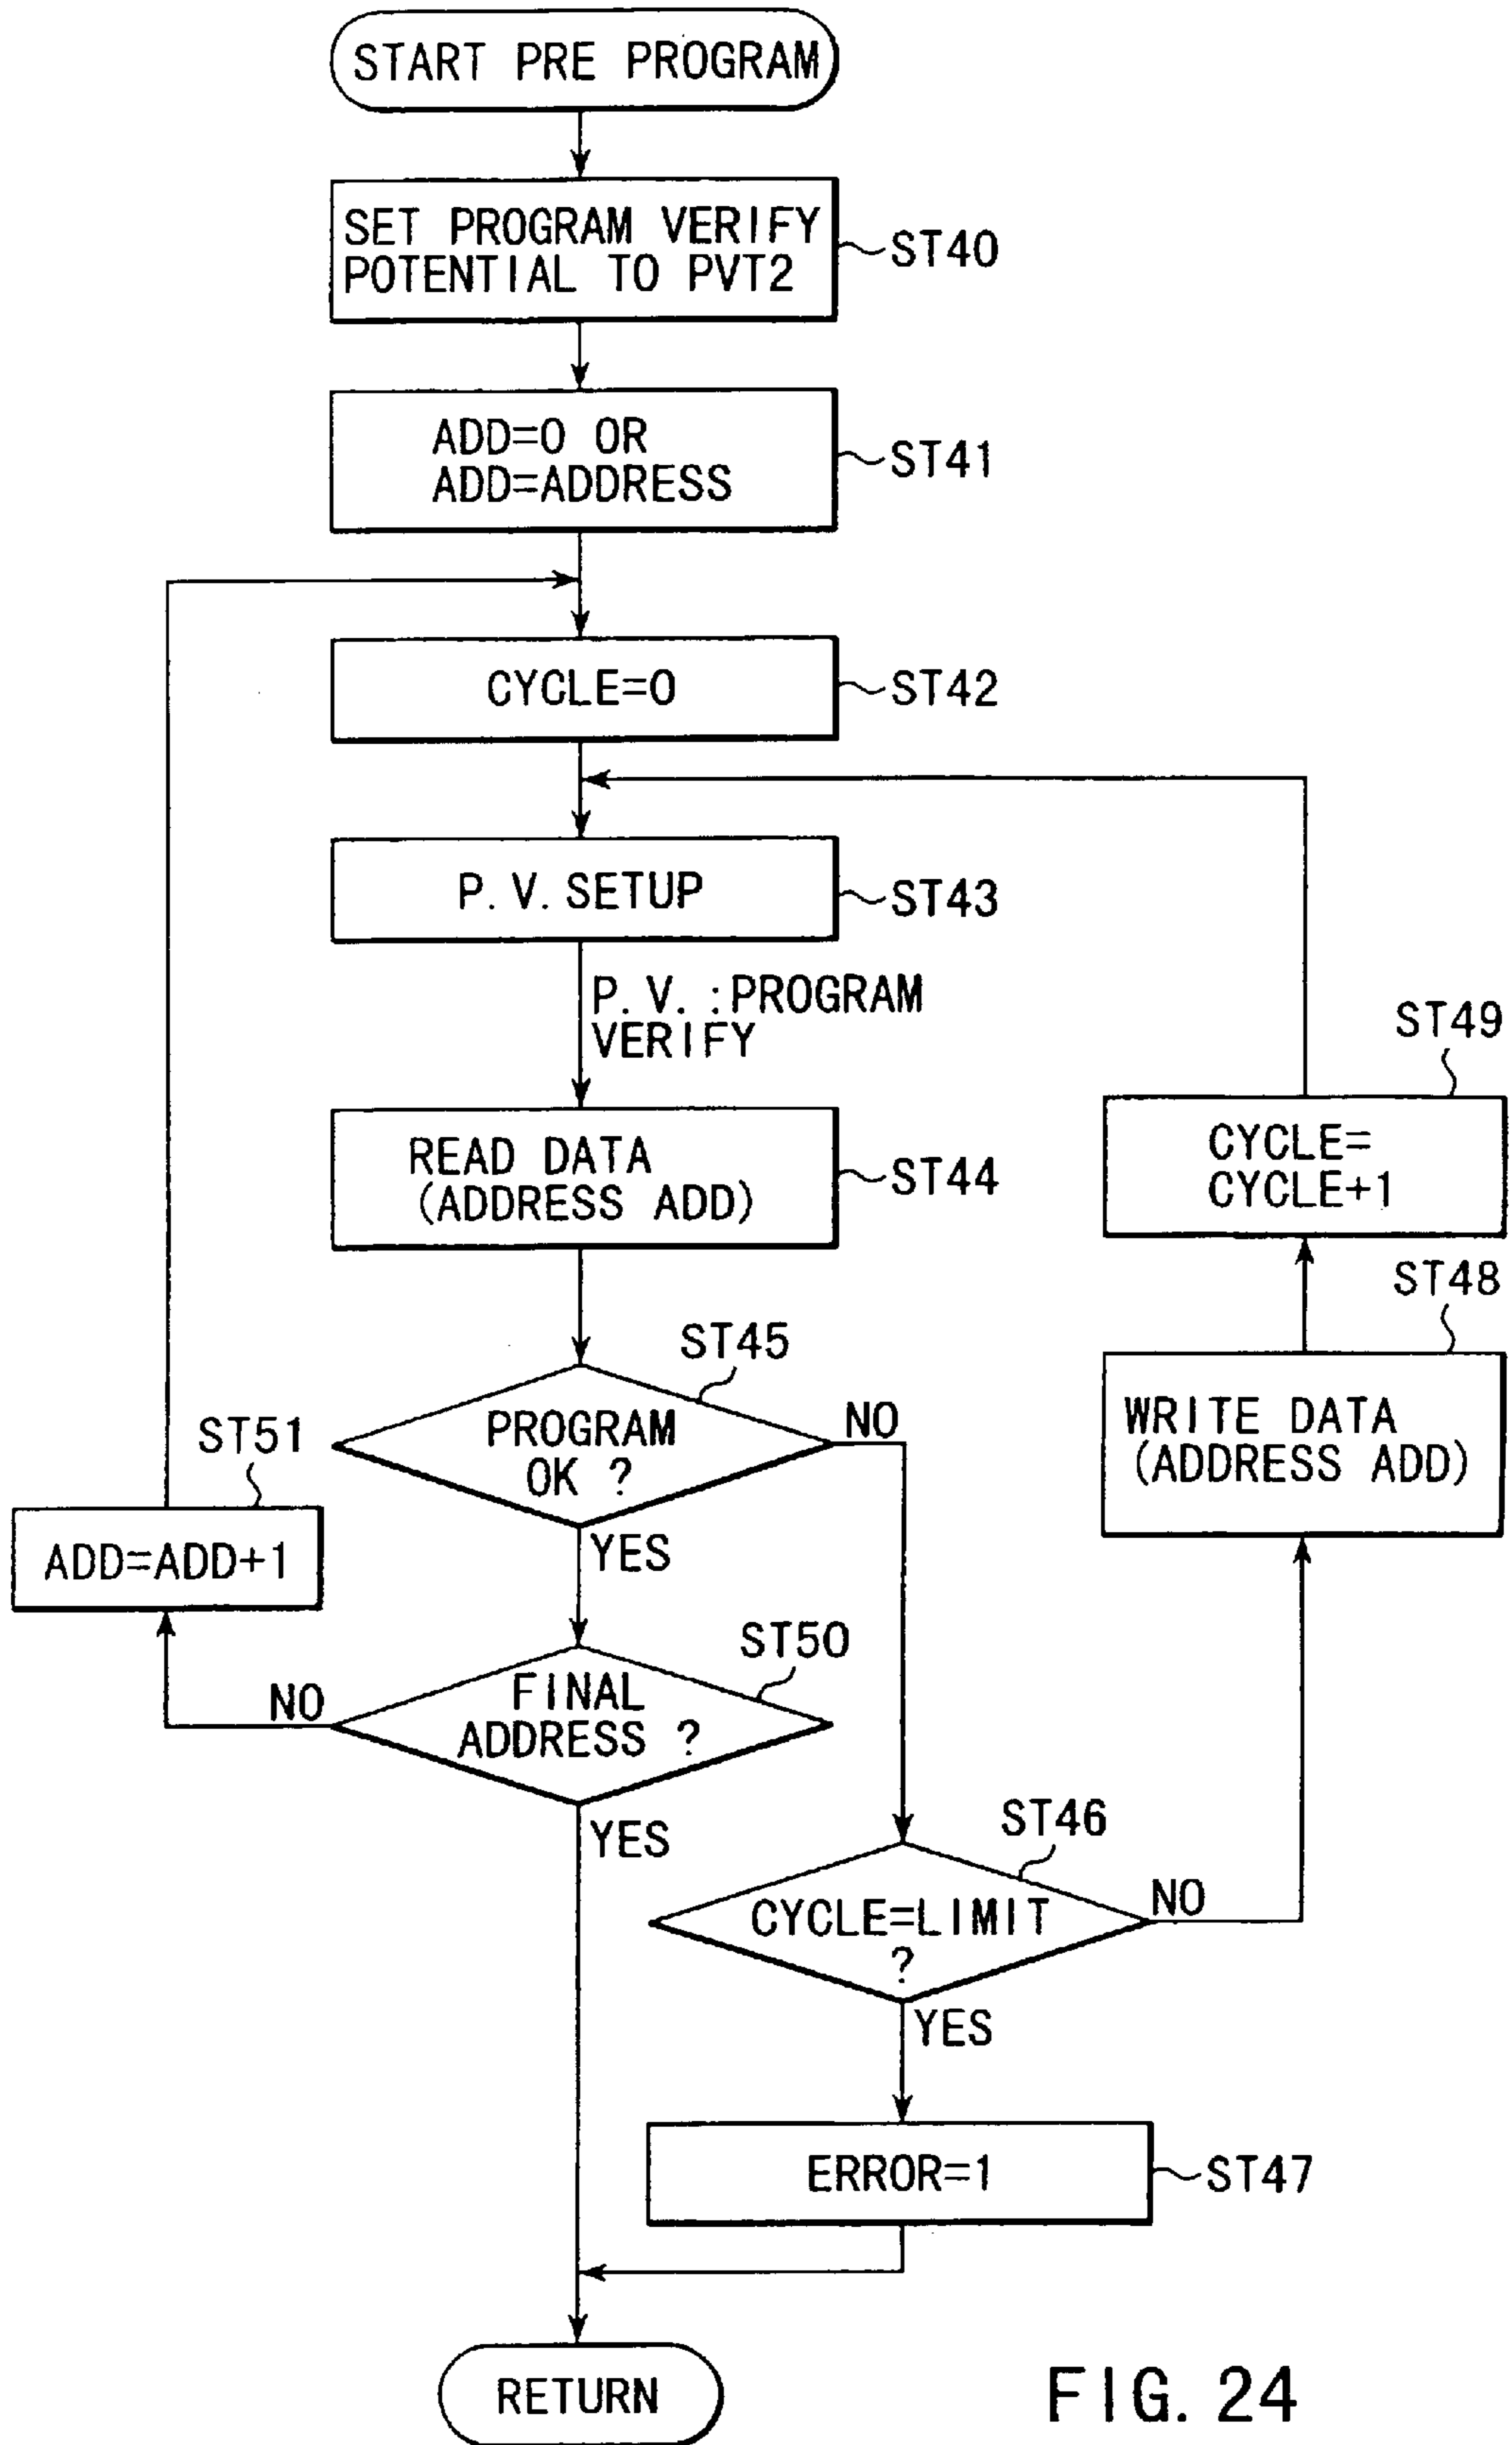 START PRE PROGRAM
SET PROGRAM VERIFY
POTENTIAL TO PVT2
ST40
ADD=0 OR
ADD=ADDRESS
ST41
CYCLE=0
ST42
P.V. SETUP
ST43
P.V. :PROGRAM
VERIFY
ST49
CYCLE=
CYCLE+1
READ DATA
(ADDRESS ADD)
ST44
ST48
WRITE DATA
(ADDRESS ADD)
ST45
PROGRAM
OK ?
NO
YES
ST51
ADD=ADD+1
ST50
FINAL
ADDRESS ?
NO
YES
ST46
CYCLE=LIMIT
?
NO
YES
ERROR=1
ST47
RETURN
FIG. 24